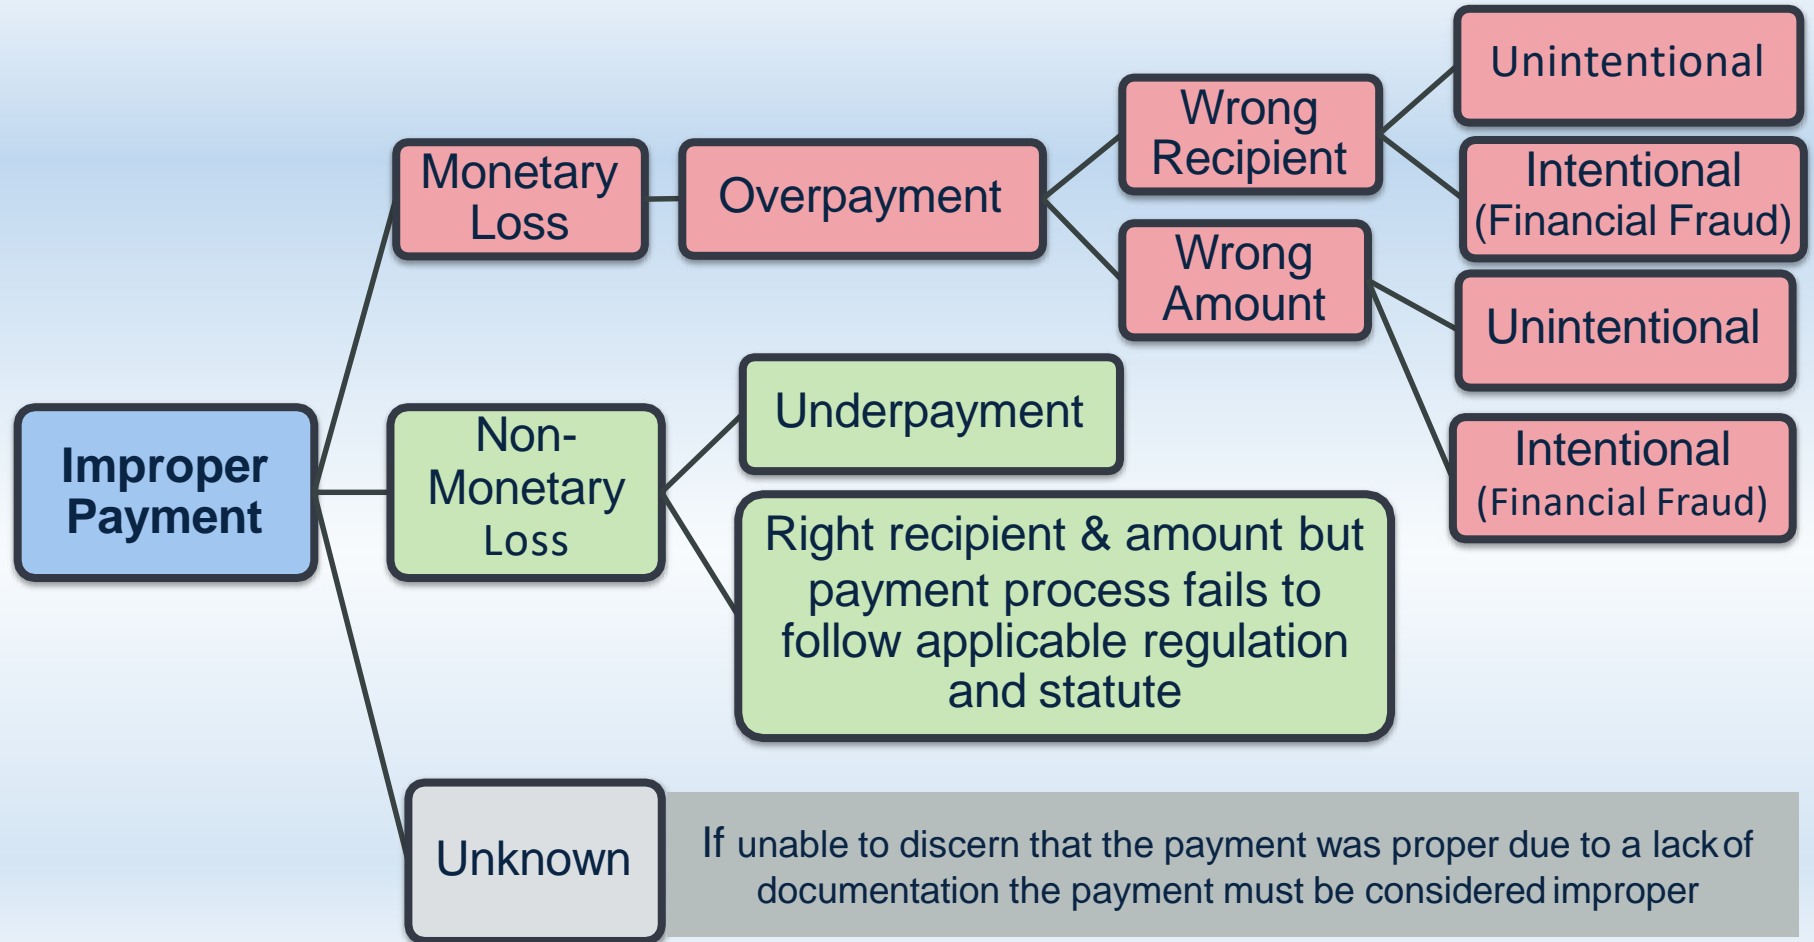 Improper
Payment
Monetary
Loss
Overpayment
Wrong
Recipient
Unintentional
Intentional
(Financial Fraud)
Wrong
Amount
Unintentional
Intentional
(Financial Fraud)
Non-
Monetary
Loss
Underpayment
Right recipient & amount but
payment process fails to
follow applicable regulation
and statute
Unknown
If unable to discern that the payment was proper due to a lack of
documentation the payment must be considered improper